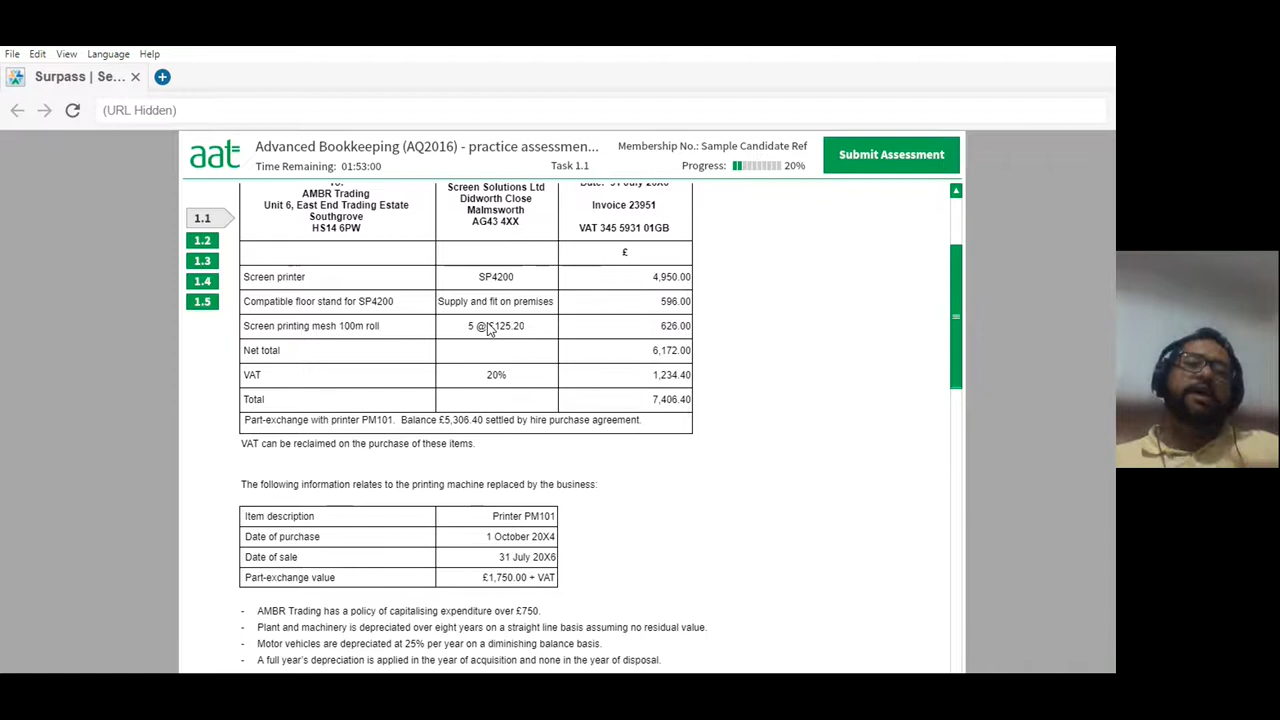 File Edit View Language Help
Surpass | Se...
(URL Hidden)
aat
Advanced Bookkeeping (AQ2016) - practice assessmen...
Membership No.: Sample Candidate Ref
Submit Assessment
Time Remaining: 01:53:00
Task 1.1
Progress: 20%
1.1
1.2
1.3
1.4
1.5
AMBR Trading
Unit 6, East End Trading Estate
Southgrove
HS14 6PW
Screen Solutions Ltd
Didworth Close
Malmsworth
AG43 4XX
Invoice 23951
VAT 345 5931 01GB
£
Screen printer SP4200 4,950.00
Compatible floor stand for SP4200 Supply and fit on premises 596.00
Screen printing mesh 100m roll 5 @ £125.20 626.00
Net total 6,172.00
VAT 20% 1,234.40
Total 7,406.40
Part-exchange with printer PM101. Balance £5,306.40 settled by hire purchase agreement.
VAT can be reclaimed on the purchase of these items.
The following information relates to the printing machine replaced by the business:
Item description Printer PM101
Date of purchase 1 October 20X4
Date of sale 31 July 20X6
Part-exchange value £1,750.00 + VAT
- AMBR Trading has a policy of capitalising expenditure over £750.
- Plant and machinery is depreciated over eight years on a straight line basis assuming no residual value.
- Motor vehicles are depreciated at 25% per year on a diminishing balance basis.
- A full year's depreciation is applied in the year of acquisition and none in the year of disposal.